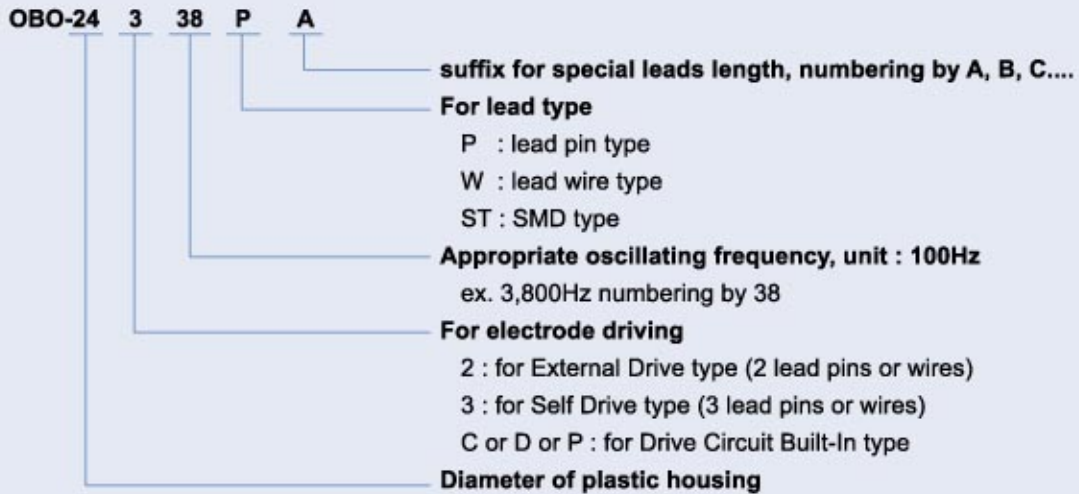 OBO-24 3 38 P A
suffix for special leads length, numbering by A, B, C....
For lead type
P : lead pin type
W : lead wire type
ST : SMD type
Appropriate oscillating frequency, unit : 100Hz
ex. 3,800Hz numbering by 38
For electrode driving
2 : for External Drive type (2 lead pins or wires)
3 : for Self Drive type (3 lead pins or wires)
C or D or P : for Drive Circuit Built-In type
Diameter of plastic housing